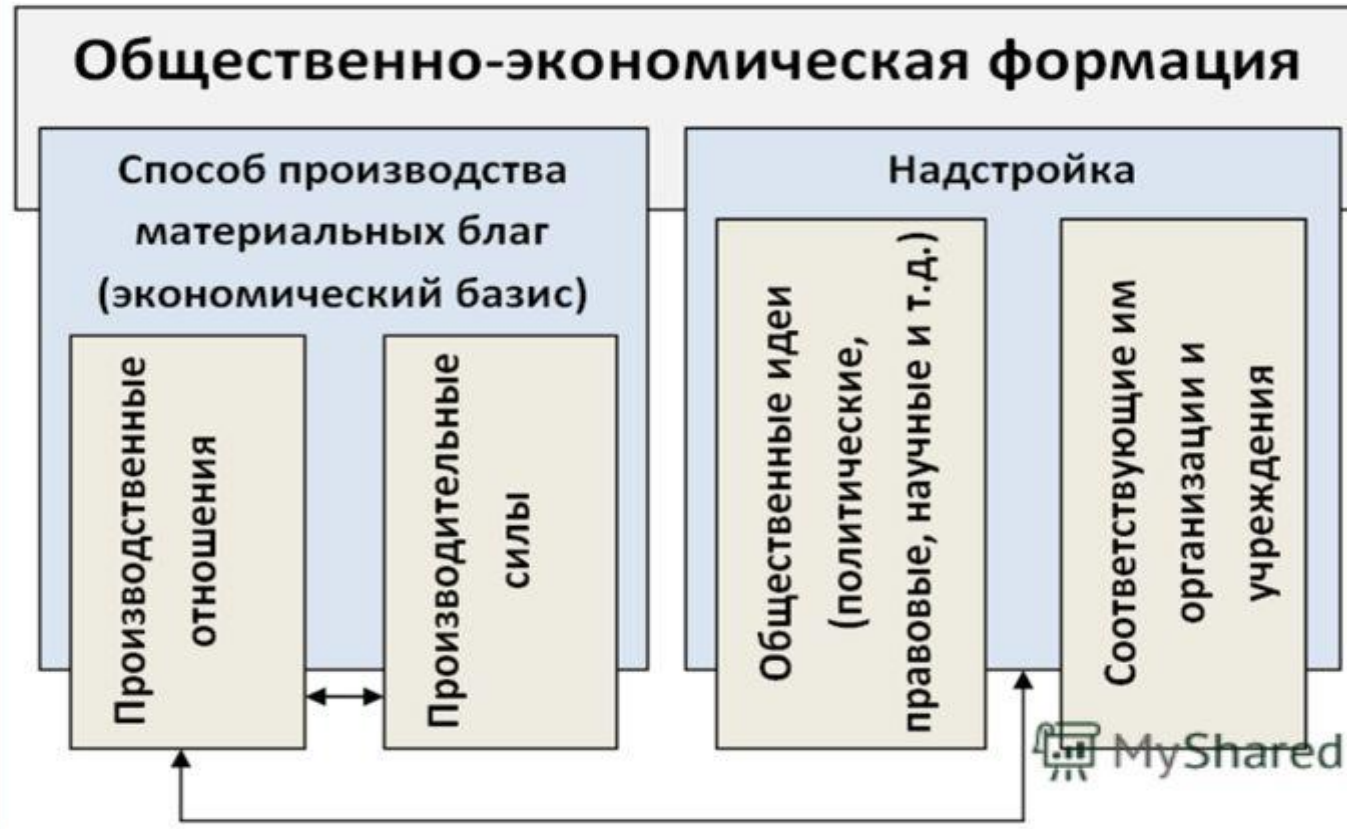 Общественно-экономическая формация
Способ производства
материальных благ
(экономический базис)
Производственные
отношения
Производительные
силы
Надстройка
Общественные идеи
(политические,
правовые, научные и т.д.)
Соответствующие им
организации и
учреждения
MyShared